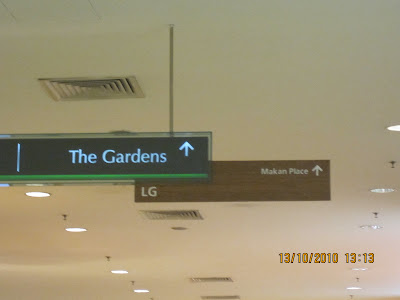 The Gardens ↑
Makan Place ↑
LG
13/10/2010 13:13